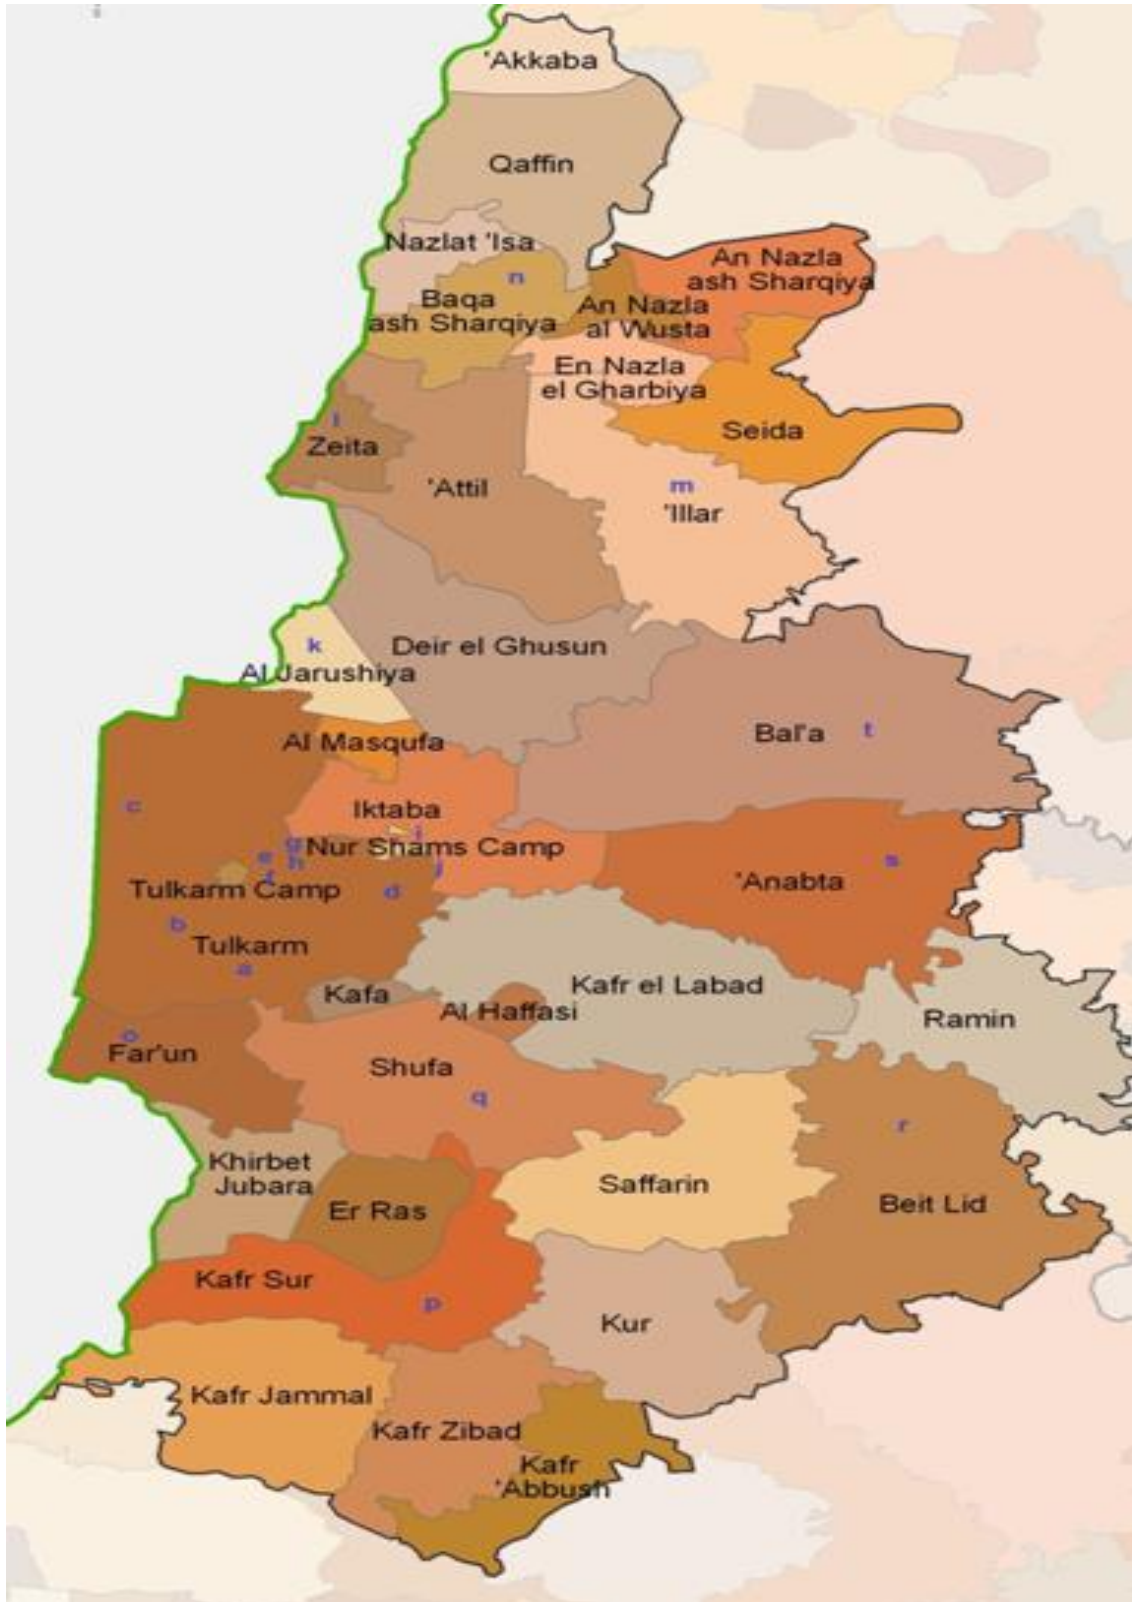 'Akkaba
Qaffin
Nazlat 'Isa
An Nazla
ash Sharqiya
n
Baqa
ash Sharqiya
An Nazla
al Wusta
En Nazla
el Gharbiya
l
Zeita
Seida
'Attil
m
'Illar
k
Al Jarushiya
Deir el Ghusun
Al Masqufa
Bal'a
t
c
Iktaba
i
g
Nur Shams Camp
e
h
f
j
Tulkarm Camp
d
'Anabta
s
b
Tulkarm
a
Kafa
Al Haffasi
Kafr el Labad
Ramin
o
Far'un
Shufa
q
r
Khirbet
Jubara
Er Ras
Saffarin
Beit Lid
Kafr Sur
p
Kur
Kafr Jammal
Kafr Zibad
Kafr
'Abbush